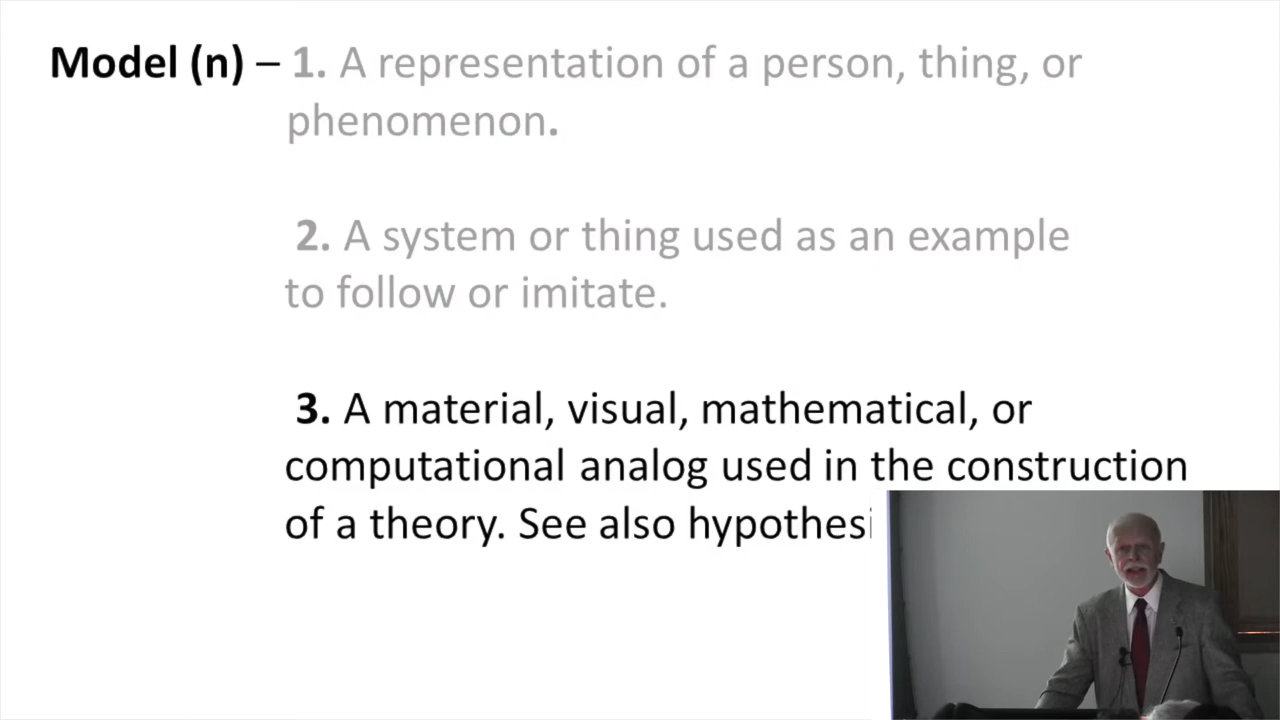 Model (n) – 1. A representation of a person, thing, or
phenomenon.
2. A system or thing used as an example
to follow or imitate.
3. A material, visual, mathematical, or
computational analog used in the construction
of a theory. See also hypothesi